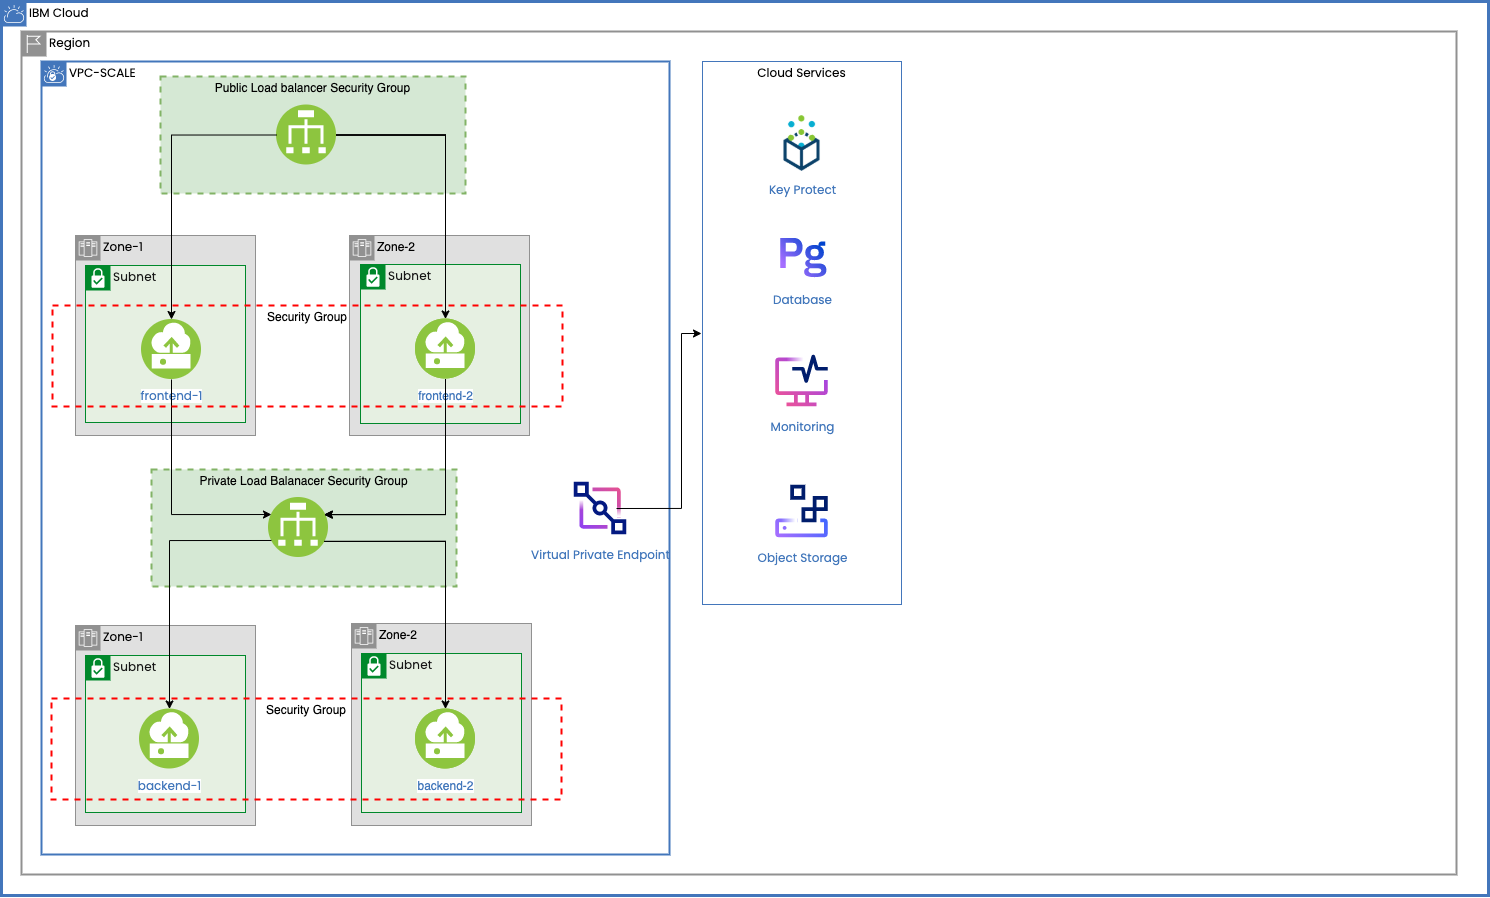 IBM Cloud
Region
VPC-SCALE
Public Load balancer Security Group
Zone-1
Subnet
Zone-2
Subnet
Security Group
frontend-1
frontend-2
Private Load Balanacer Security Group
Virtual Private Endpoint
Zone-1
Subnet
Zone-2
Subnet
Security Group
backend-1
backend-2
Cloud Services
Key Protect
Pg
Database
Monitoring
Object Storage